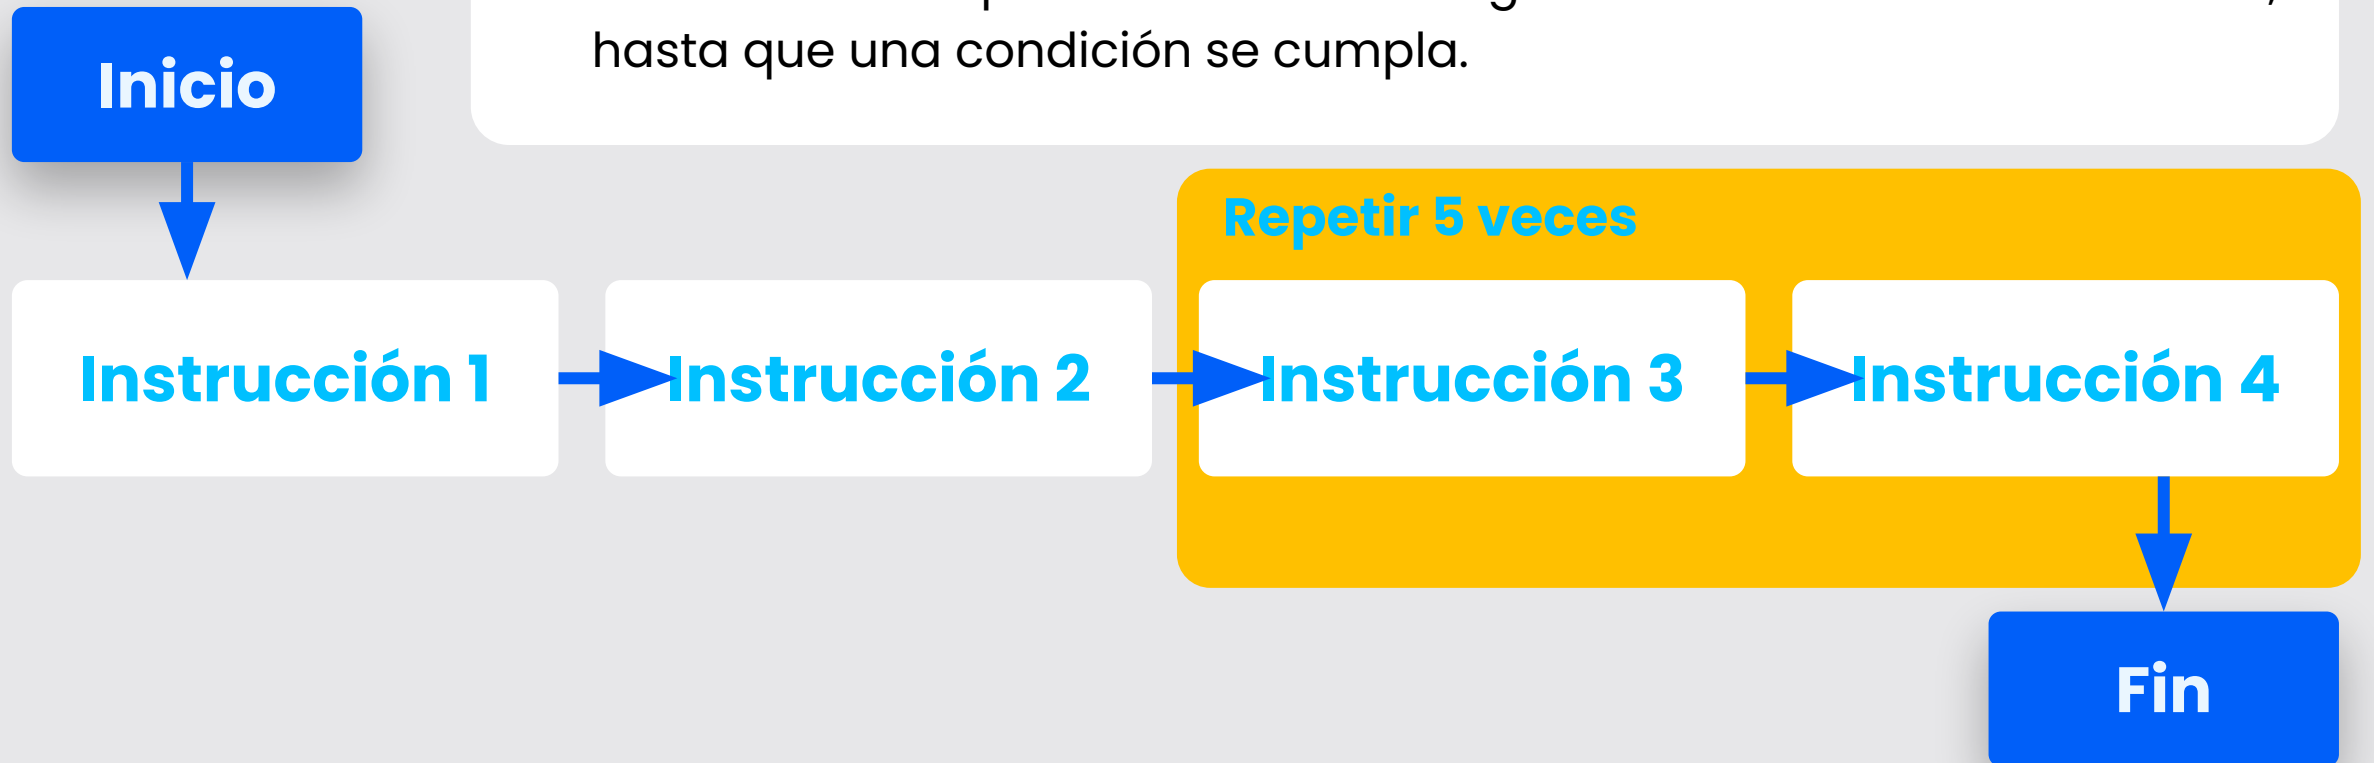 Inicio
hasta que una condición se cumpla.
Repetir 5 veces
Instrucción 1
Instrucción 2
Instrucción 3
Instrucción 4
Fin